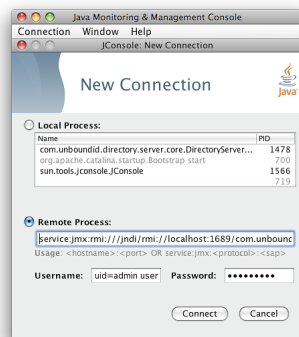 Java Monitoring & Management Console
Connection Window Help
JConsole: New Connection
New Connection
Java
Local Process:
Name PID
com.unboundid.directory.server.core.DirectoryServer... 1478
org.apache.catalina.startup.Bootstrap start 700
sun.tools.jconsole.JConsole 1566
719
Remote Process:
service:jmx:rmi:///jndi/rmi://localhost:1689/com.unbounc
Usage: <hostname>:<port> OR service:jmx:<protocol>:<sap>
Username: uid=admin user Password: •••••••••
Connect Cancel